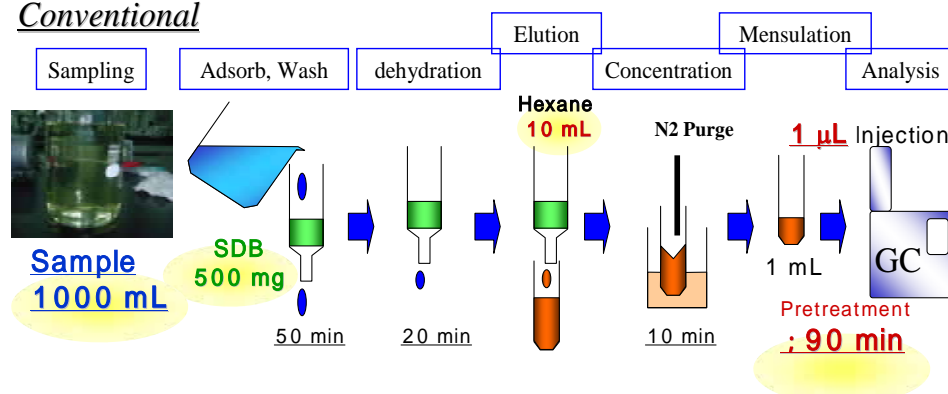 Conventional
Elution
Mensulation
Sampling
Adsorb, Wash
dehydration
Concentration
Analysis
Hexane
10 mL
N2 Purge
1 µL Injection
SDB
500 mg
Sample
1000 mL
1 mL
GC
50 min
20 min
10 min
Pretreatment
; 90 min